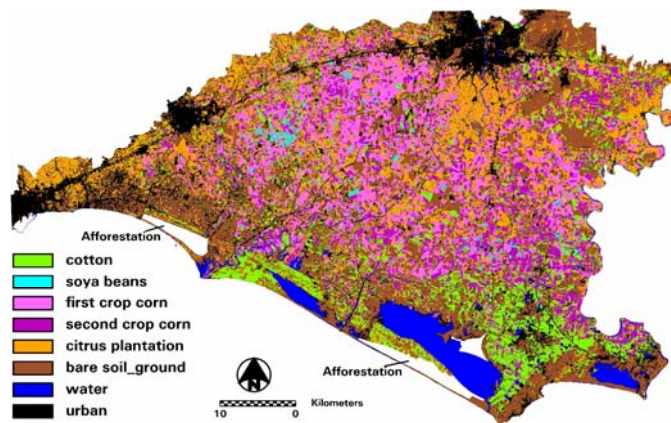 Afforestation
cotton
soya beans
first crop corn
second crop corn
citrus plantation
bare soil_ground
water
urban
Afforestation
N
10 0 Kilometers